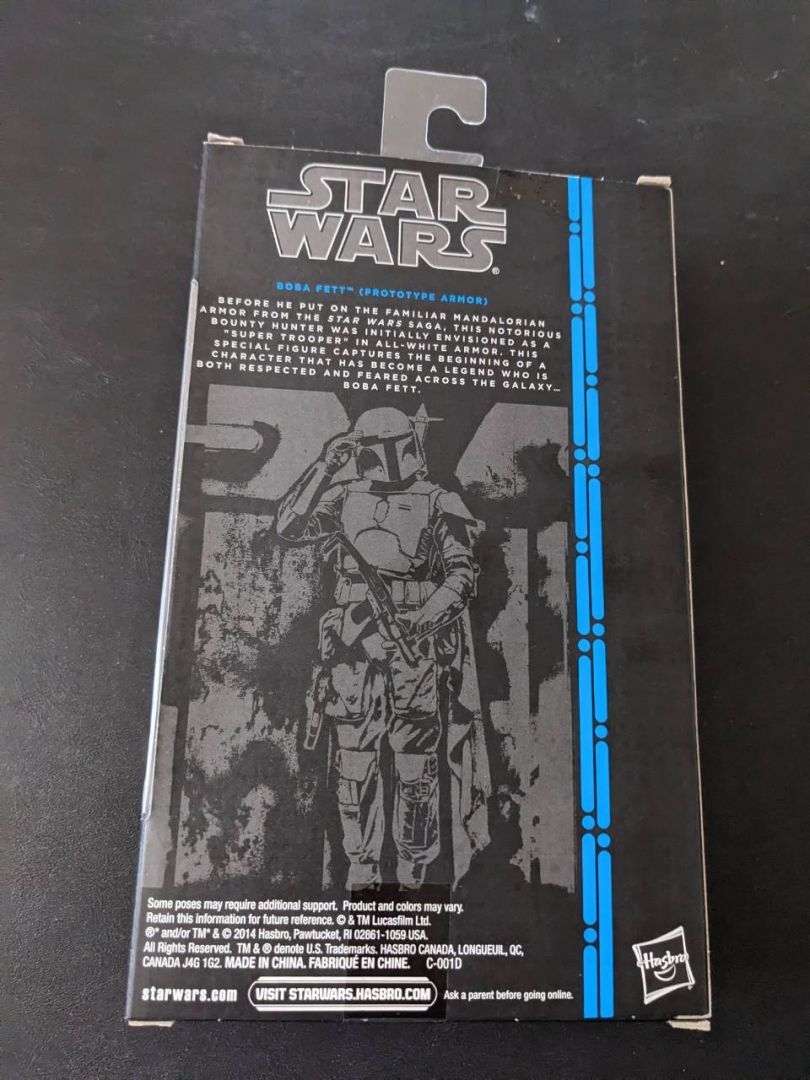 STAR
WARS®
BOBA FETT™ (PROTOTYPE ARMOR)
BEFORE HE PUT ON THE FAMILIAR MANDALORIAN
ARMOR FROM THE STAR WARS SAGA, THIS NOTORIOUS
BOUNTY HUNTER WAS INITIALLY ENVISIONED AS A
"SUPER TROOPER" IN ALL-WHITE ARMOR. THIS
SPECIAL FIGURE CAPTURES THE BEGINNING OF A
CHARACTER THAT HAS BECOME A LEGEND WHO IS
BOTH RESPECTED AND FEARED ACROSS THE GALAXY...
BOBA FETT.
Some poses may require additional support. Product and colors may vary.
Retain this information for future reference. © & TM Lucasfilm Ltd.
®* and/or TM* & © 2014 Hasbro, Pawtucket, RI 02861-1059 USA.
All Rights Reserved. TM & ® denote U.S. Trademarks. HASBRO CANADA, LONGUEUIL, QC,
CANADA J4G 1G2. MADE IN CHINA. FABRIQUÉ EN CHINE. C-001D
starwars.com VISIT STARWARS.HASBRO.COM Ask a parent before going online.
Hasbro